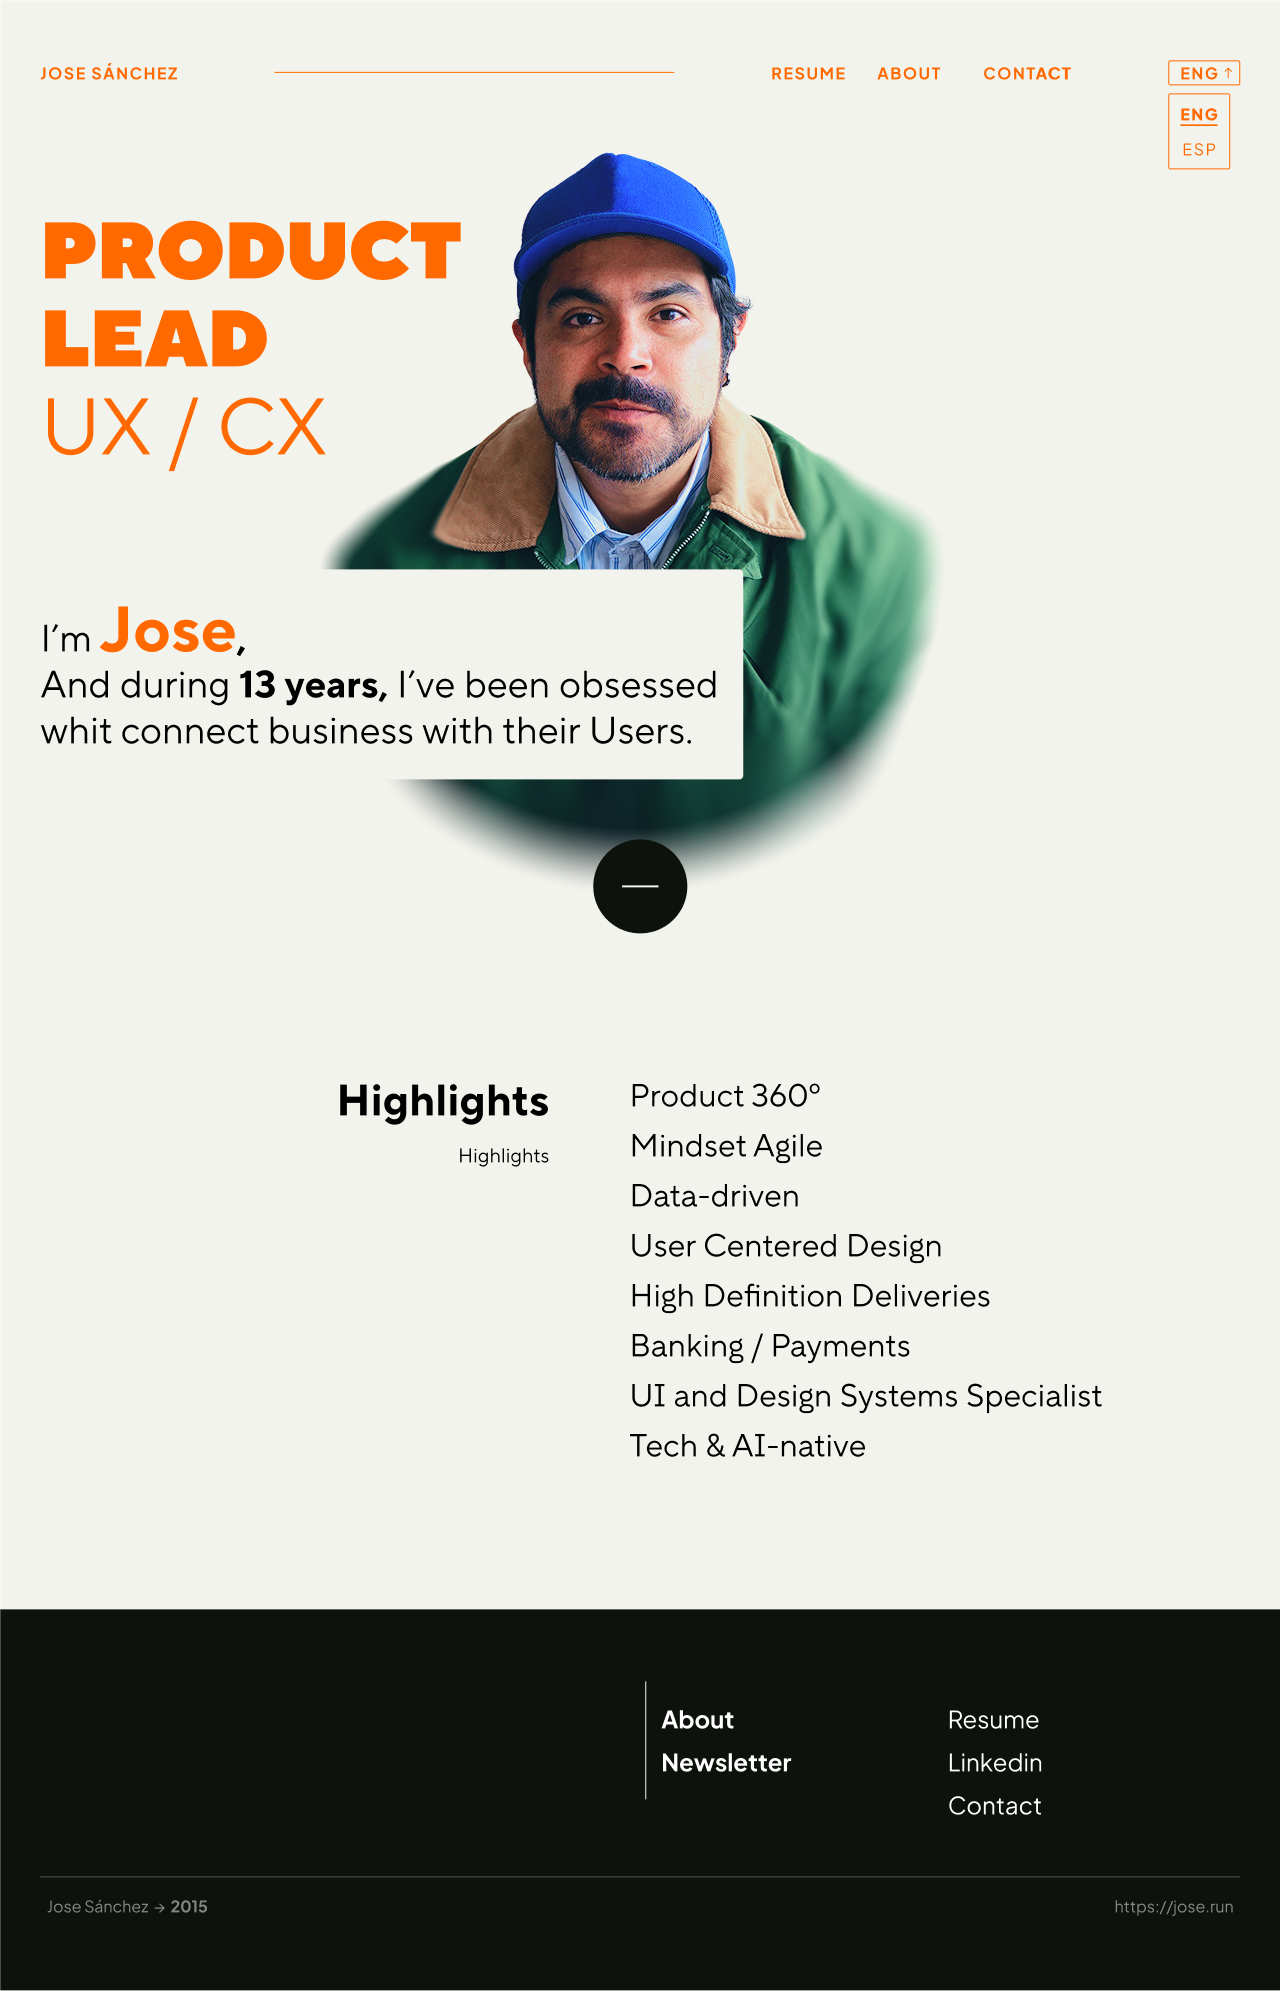 JOSE SÁNCHEZ
RESUME ABOUT CONTACT
ENG ↑
ENG
ESP
PRODUCT
LEAD
UX / CX
I’m Jose,
And during 13 years, I’ve been obsessed
whit connect business with their Users.
Highlights
Highlights
Product 360º
Mindset Agile
Data-driven
User Centered Design
High Definition Deliveries
Banking / Payments
UI and Design Systems Specialist
Tech & AI-native
About
Newsletter
Resume
Linkedin
Contact
Jose Sánchez → 2015
https://jose.run